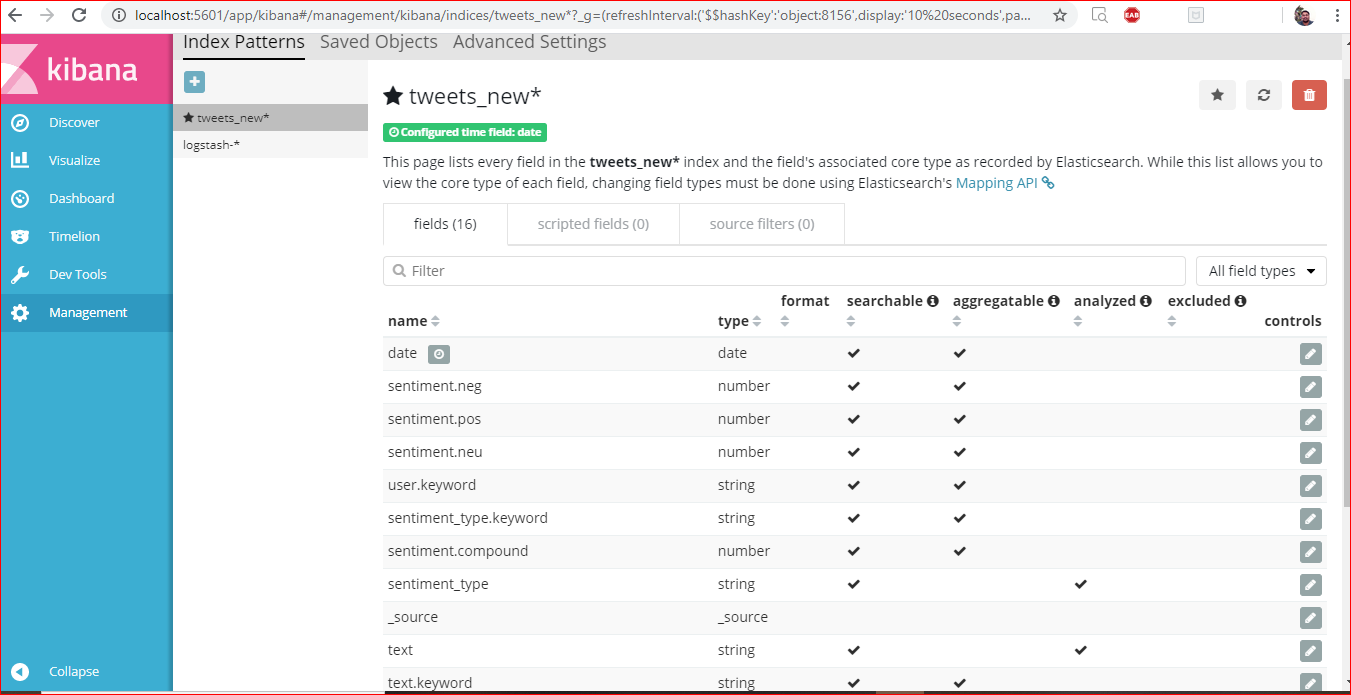 localhost:5601/app/kibana#/management/kibana/indices/tweets_new*?_g=(refreshInterval:('$$hashKey':'object:8156',display:'10%20seconds',pa...
EAB
kibana
Discover
Visualize
Dashboard
Timelion
Dev Tools
Management
Collapse
Index Patterns Saved Objects Advanced Settings
+
tweets_new*
logstash-*
tweets_new*
Configured time field: date
This page lists every field in the tweets_new* index and the field's associated core type as recorded by Elasticsearch. While this list allows you to
view the core type of each field, changing field types must be done using Elasticsearch's Mapping API
fields (16) scripted fields (0) source filters (0)
Filter All field types
name type format searchable aggregatable analyzed excluded controls
date date
sentiment.neg number
sentiment.pos number
sentiment.neu number
user.keyword string
sentiment_type.keyword string
sentiment.compound number
sentiment_type string
_source _source
text string
text.keyword string